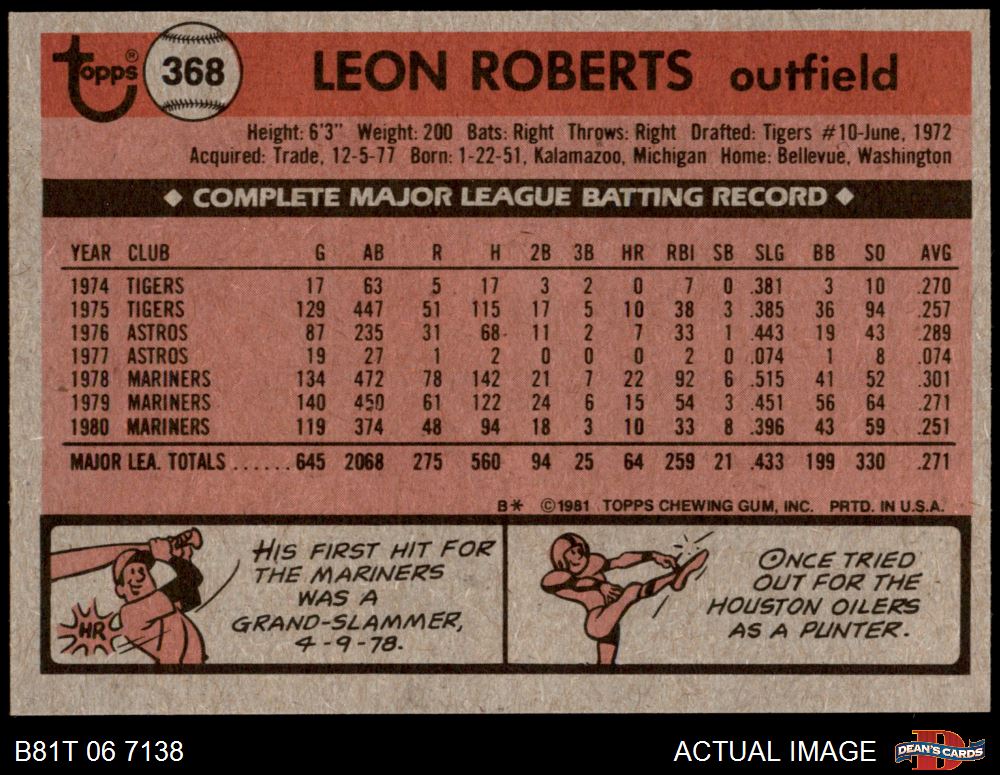 Topps® 368 LEON ROBERTS outfield
Height: 6'3" Weight: 200 Bats: Right Throws: Right Drafted: Tigers #10-June, 1972
Acquired: Trade, 12-5-77 Born: 1-22-51, Kalamazoo, Michigan Home: Bellevue, Washington
◆ COMPLETE MAJOR LEAGUE BATTING RECORD ◆
YEAR CLUB G AB R H 2B 3B HR RBI SB SLG BB SO AVG
1974 TIGERS 17 63 5 17 3 2 0 7 0 .381 3 10 .270
1975 TIGERS 129 447 51 115 17 5 10 38 3 .385 36 94 .257
1976 ASTROS 87 235 31 68 11 2 7 33 1 .443 19 43 .289
1977 ASTROS 19 27 1 2 0 0 0 2 0 .074 1 8 .074
1978 MARINERS 134 472 78 142 21 7 22 92 6 .515 41 52 .301
1979 MARINERS 140 450 61 122 24 6 15 54 3 .451 56 64 .271
1980 MARINERS 119 374 48 94 18 3 10 33 8 .396 43 59 .251
MAJOR LEA. TOTALS ...... 645 2068 275 560 94 25 64 259 21 .433 199 330 .271
B* ©1981 TOPPS CHEWING GUM, INC. PRTD. IN U.S.A.
HR
HIS FIRST HIT FOR
THE MARINERS
WAS A
GRAND-SLAMMER,
4-9-78.
ONCE TRIED
OUT FOR THE
HOUSTON OILERS
AS A PUNTER.
B81T 06 7138 ACTUAL IMAGE D DEAN'S CARDS